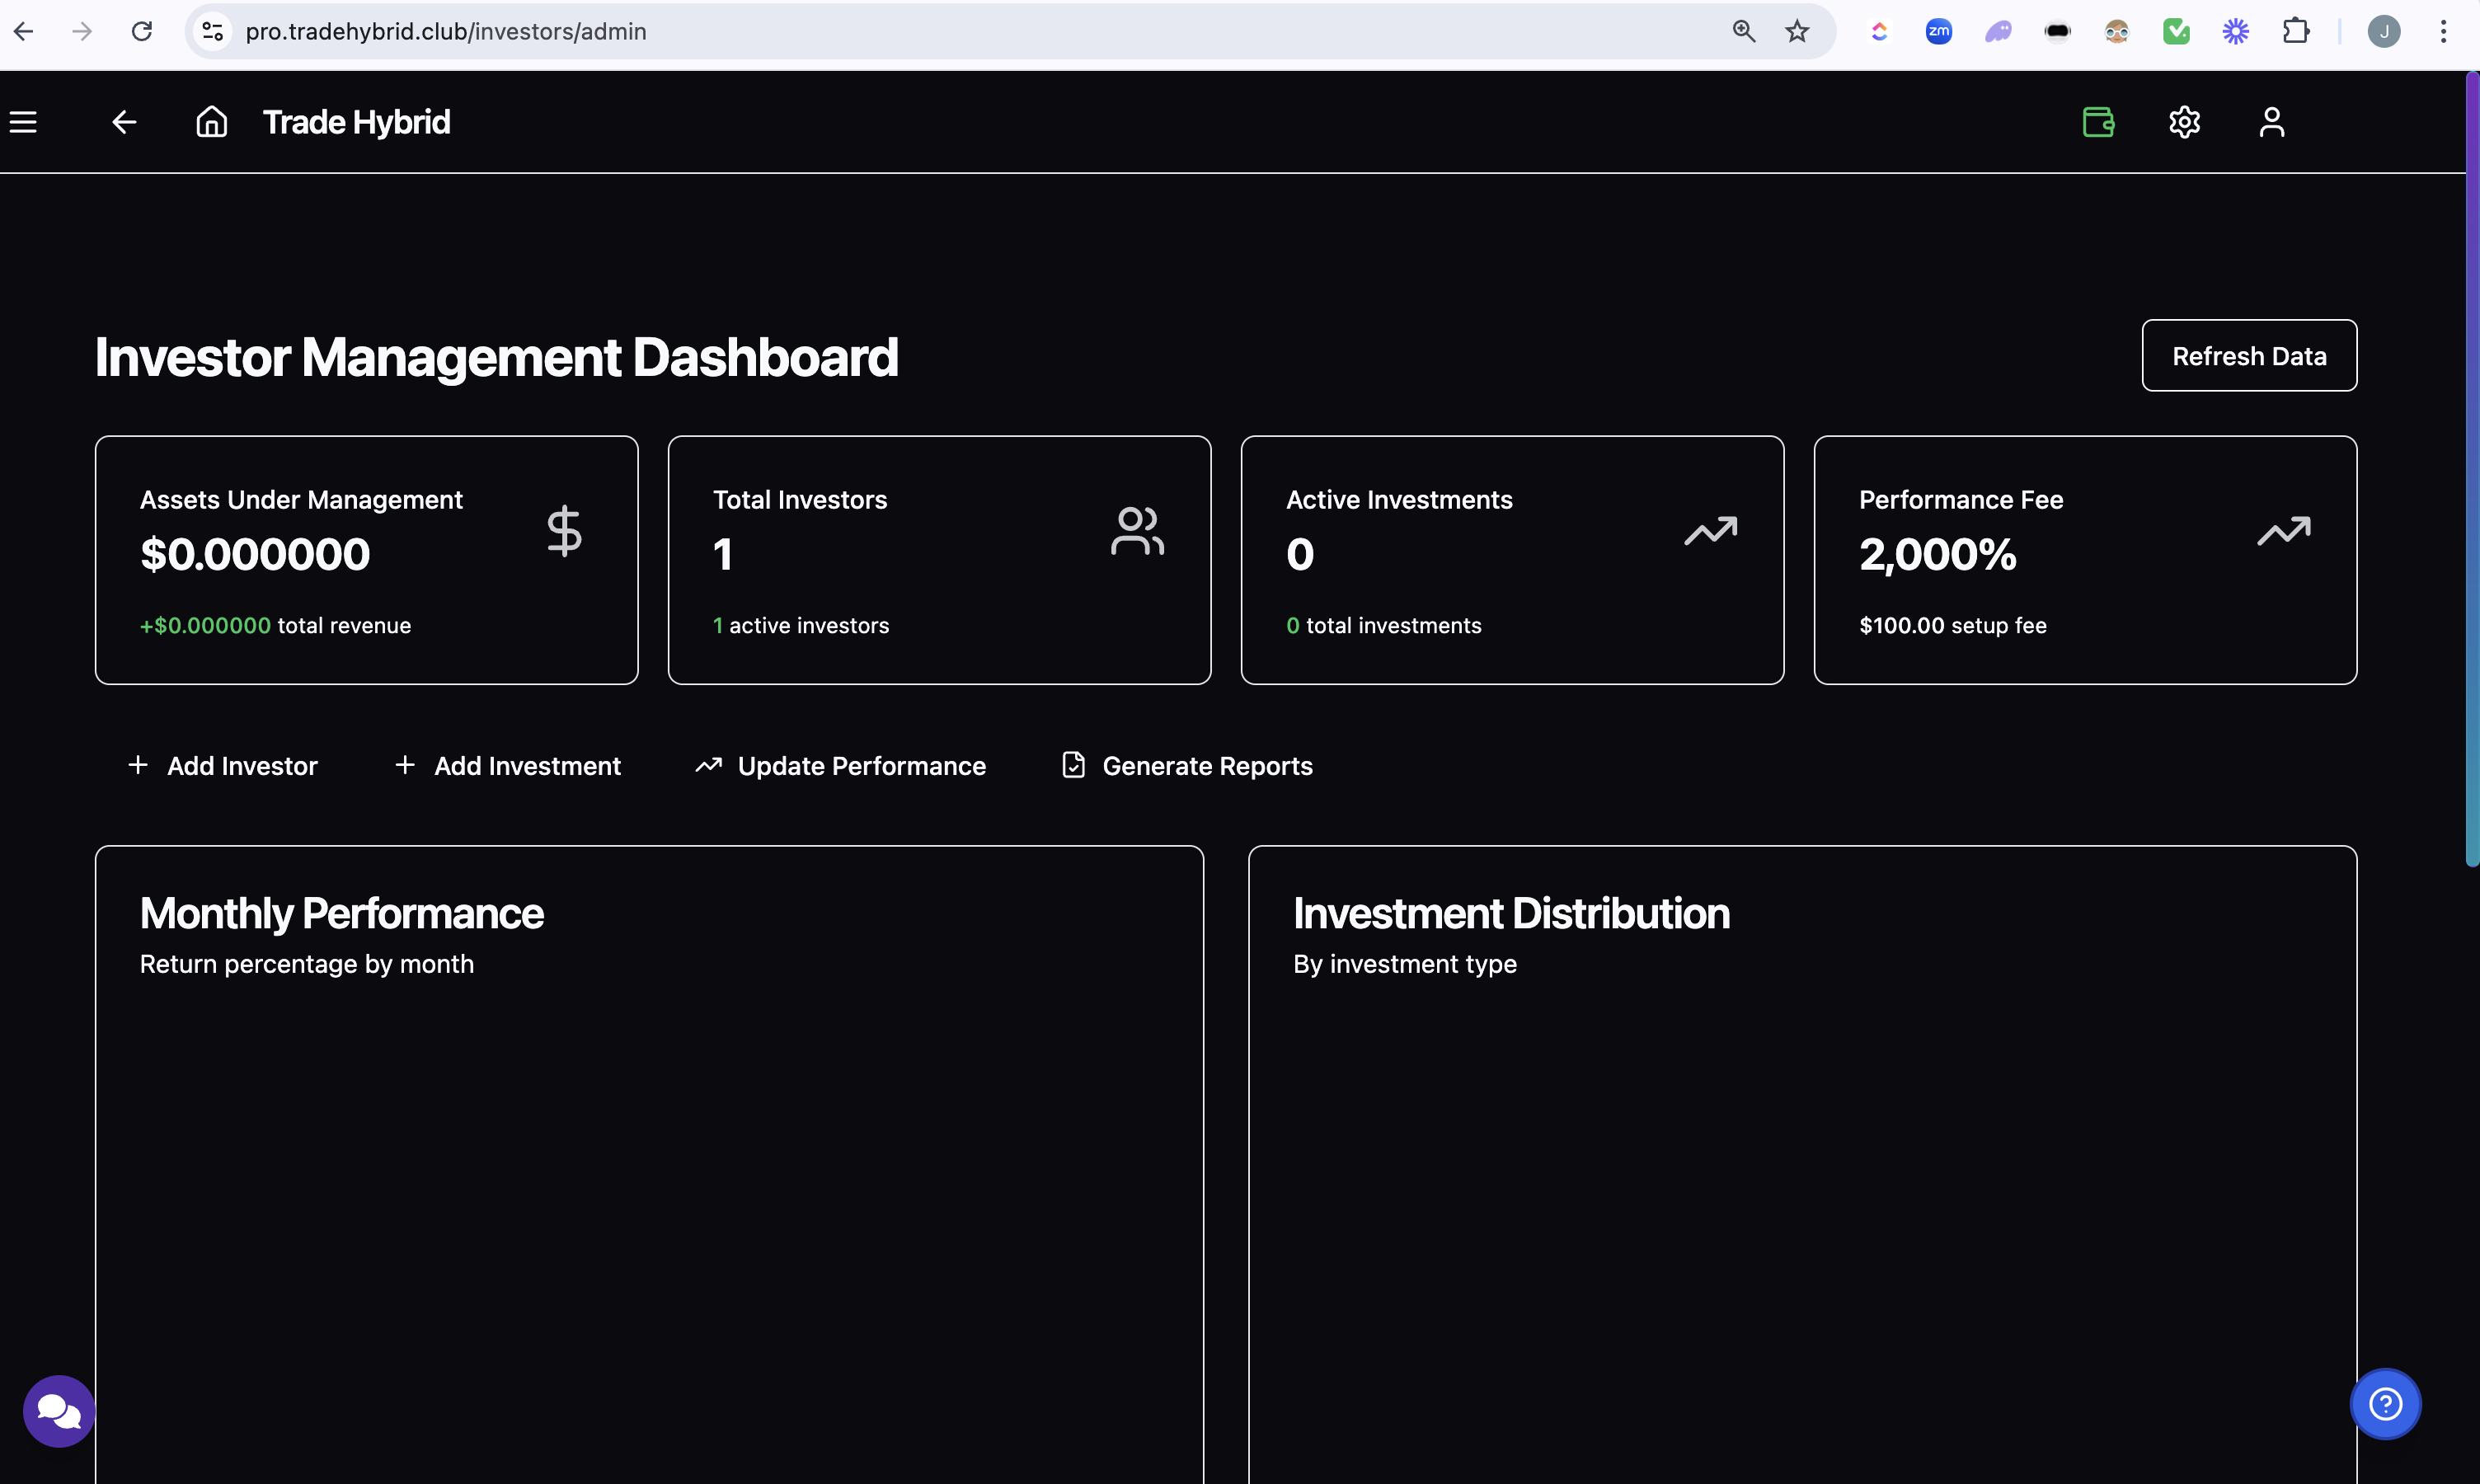 pro.tradehybrid.club/investors/admin
zm
J
Trade Hybrid
Investor Management Dashboard
Refresh Data
Assets Under Management
$0.000000
+$0.000000 total revenue
Total Investors
1
1 active investors
Active Investments
0
0 total investments
Performance Fee
2,000%
$100.00 setup fee
Add Investor
Add Investment
Update Performance
Generate Reports
Monthly Performance
Return percentage by month
Investment Distribution
By investment type